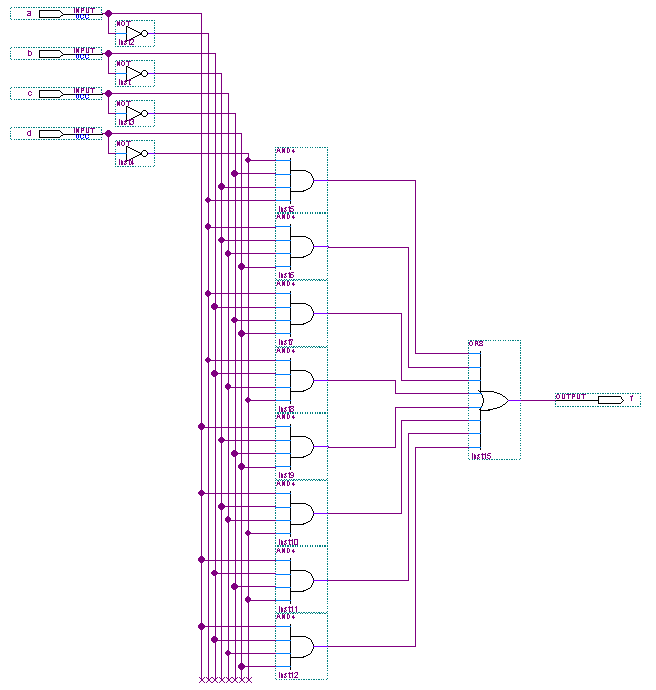 a INPUT
VCC
NOT
inst2
b INPUT
VCC
NOT
inst
c INPUT
VCC
NOT
inst3
d INPUT
VCC
NOT
inst4
AND4
inst5
AND4
inst6
AND4
inst7
AND4
inst8
AND4
inst9
AND4
inst10
AND4
inst11
AND4
inst12
OR8
inst15
OUTPUT f